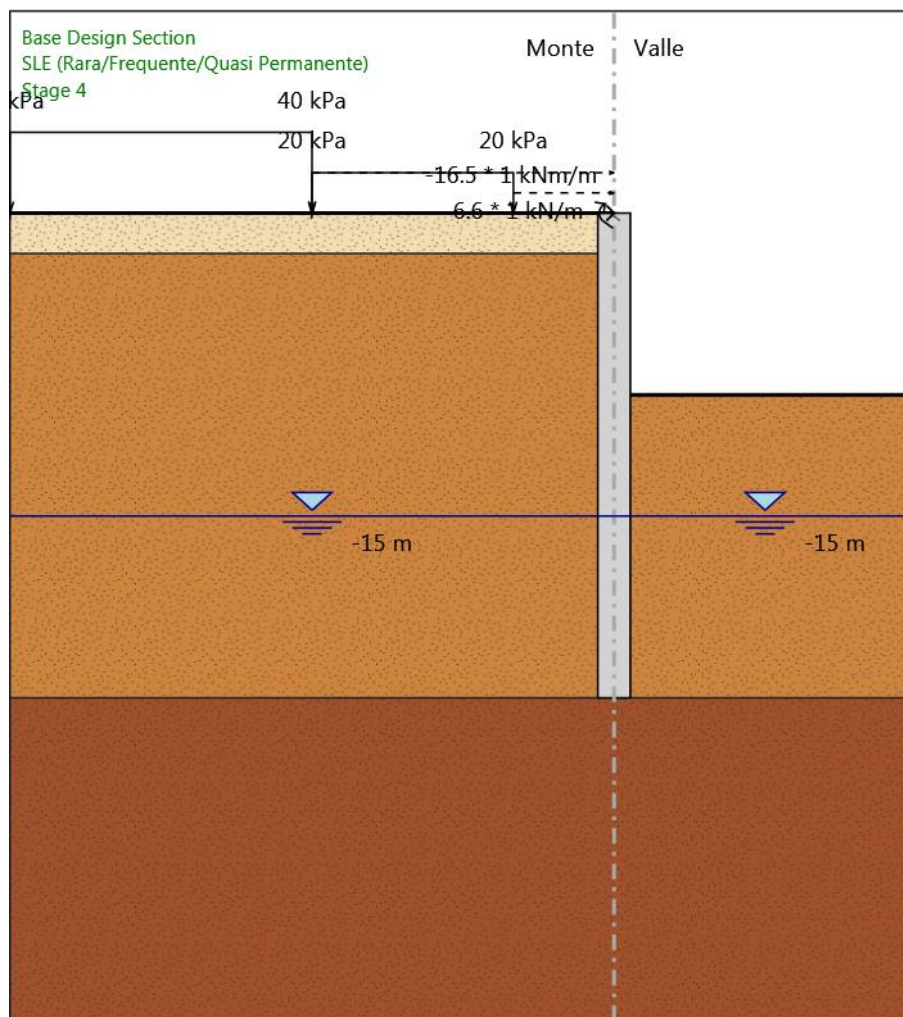 Base Design Section
SLE (Rara/Frequente/Quasi Permanente)
Stage 4
Monte
Valle
kPa
40 kPa
20 kPa
20 kPa
-16.5 * 1 kNm/m
6.6 * 1 kN/m
-15 m
-15 m